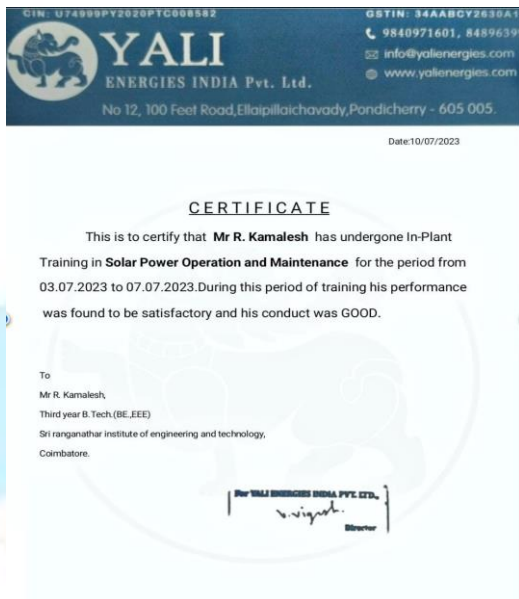 CIN: U74999PY2020PTC008582
GSTIN: 34AABCY2630A1
9840971601, 8489639
YALI
ENERGIES INDIA Pvt. Ltd.
info@yalienergies.com
www.yalienergies.com
No 12, 100 Feet Road,Ellaipillaichavady,Pondicherry - 605 005.
Date:10/07/2023
CERTIFICATE
This is to certify that Mr R. Kamalesh has undergone In-Plant
Training in Solar Power Operation and Maintenance for the period from
03.07.2023 to 07.07.2023.During this period of training his performance
was found to be satisfactory and his conduct was GOOD.
To
Mr R. Kamalesh,
Third year B.Tech.(BE.,EEE)
Sri ranganathar institute of engineering and technology,
Coimbatore.
For YALI ENERGIES INDIA PVT. LTD.,
Director